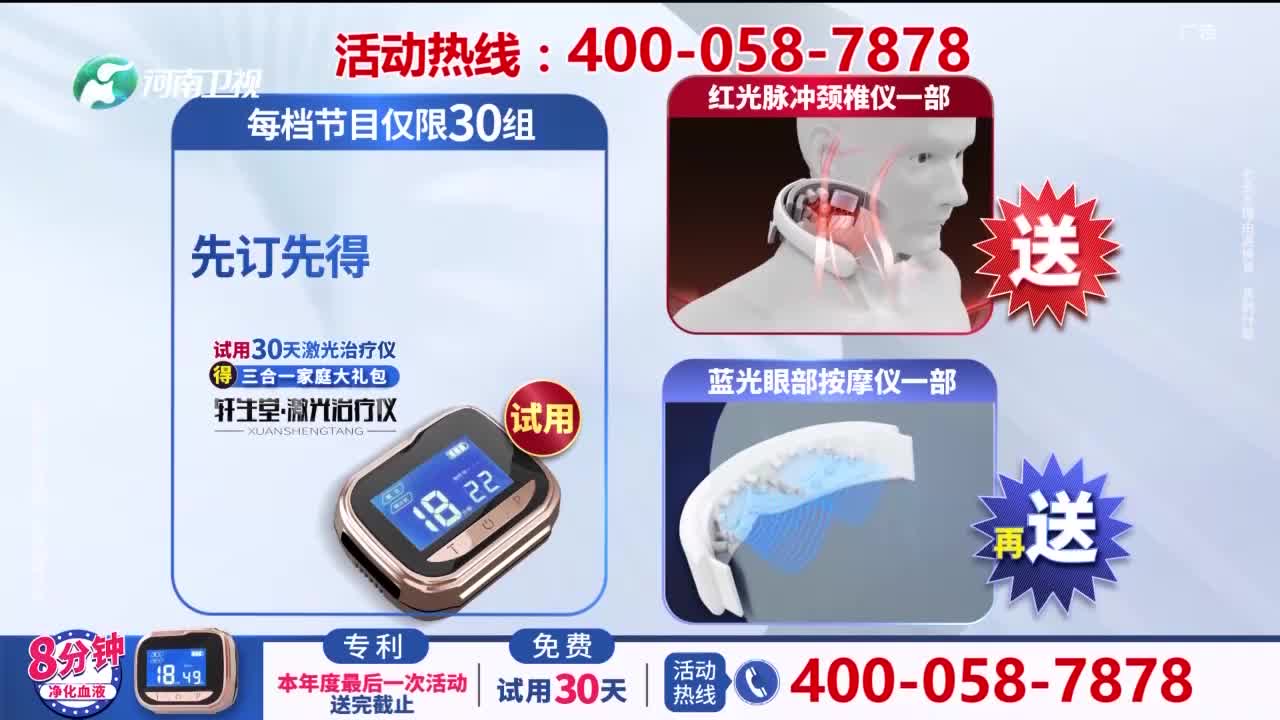 广告
活动热线：400-058-7878
河南卫视
每档节目仅限30组
先订先得
试用30天激光治疗仪
得 三合一家庭大礼包
轩生堂·激光治疗仪
XUANSHENGTANG
试用
18 22
红光脉冲颈椎仪一部
送
蓝光眼部按摩仪一部
再送
8分钟
净化血液
18.49
专利
本年度最后一次活动
送完截止
免费
试用30天
活动
热线
400-058-7878